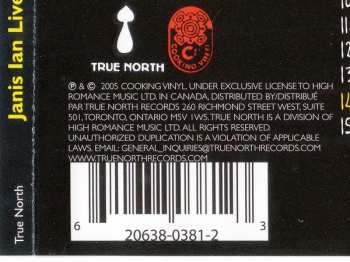 Janis Ian Live
True North
TRUE NORTH
COOKING VINYL
℗ & © 2005 COOKING VINYL UNDER EXCLUSIVE LICENSE TO HIGH
ROMANCE MUSIC LTD. IN CANADA, DISTRIBUTED BY/DISTRIBUÉ
PAR TRUE NORTH RECORDS 260 RICHMOND STREET WEST, SUITE
501, TORONTO, ONTARIO M5V 1W5. TRUE NORTH IS A DIVISION OF
HIGH ROMANCE MUSIC LTD. ALL RIGHTS RESERVED.
UNAUTHORIZED DUPLICATION IS A VIOLATION OF APPLICABLE
LAWS. EMAIL: GENERAL_INQUIRIES@TRUENORTHRECORDS.COM
WWW.TRUENORTHRECORDS.COM
6 20638-0381-2 3